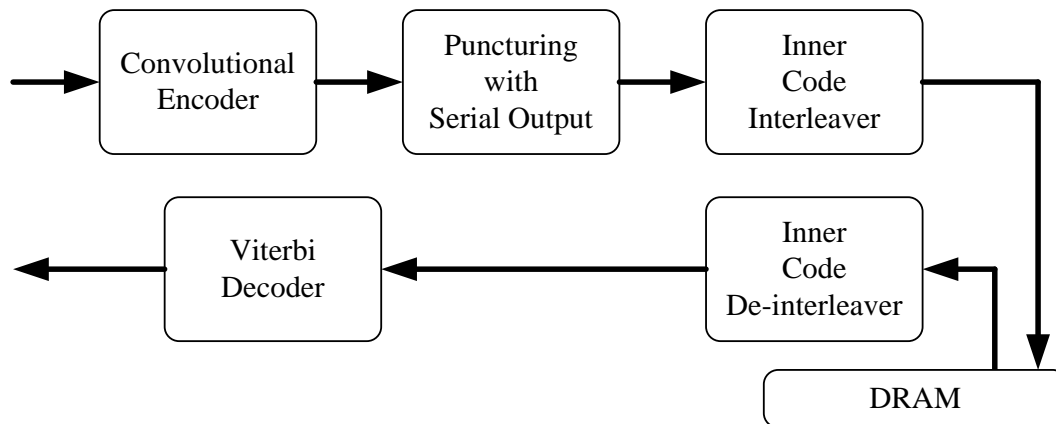 Convolutional
Encoder
Puncturing
with
Serial Output
Inner
Code
Interleaver
Viterbi
Decoder
Inner
Code
De-interleaver
DRAM